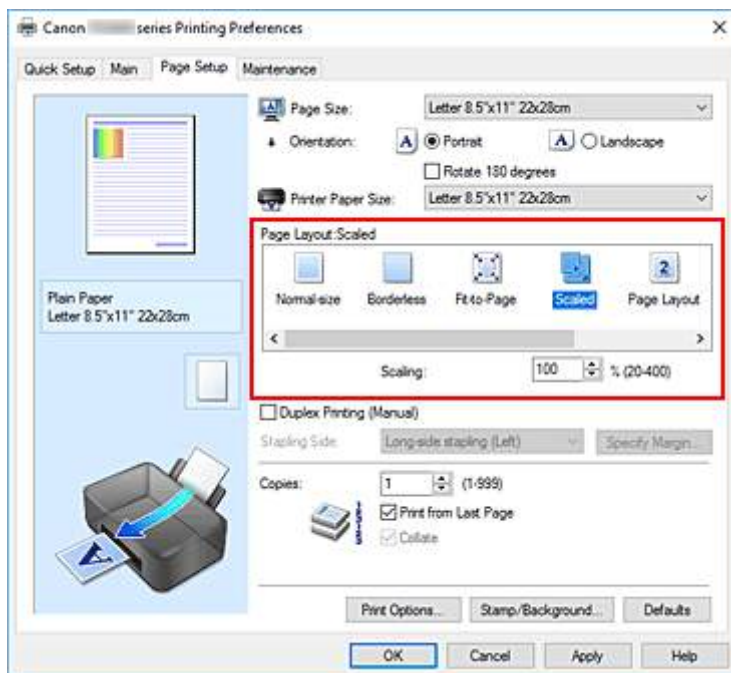 Canon series Printing Preferences
Quick Setup Main Page Setup Maintenance
Page Size: Letter 8.5"x11" 22x28cm
Orientation: A Portrait A Landscape
Rotate 180 degrees
Printer Paper Size: Letter 8.5"x11" 22x28cm
Page Layout:Scaled
2
Normal-size Borderless Fit-to-Page Scaled Page Layout
Plain Paper
Letter 8.5"x11" 22x28cm
Scaling: 100 % (20-400)
Duplex Printing (Manual)
Stapling Side: Long-side stapling (Left) Specify Margin...
Copies: 1 (1-999)
Print from Last Page
Collate
A
Print Options... Stamp/Background... Defaults
OK Cancel Apply Help